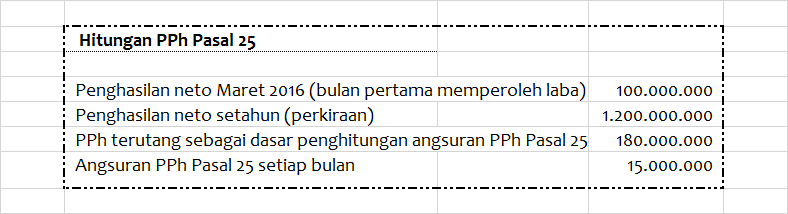 Hitungan PPh Pasal 25
Penghasilan neto Maret 2016 (bulan pertama memperoleh laba) 100.000.000
Penghasilan neto setahun (perkiraan) 1.200.000.000
PPh terutang sebagai dasar penghitungan angsuran PPh Pasal 25 180.000.000
Angsuran PPh Pasal 25 setiap bulan 15.000.000